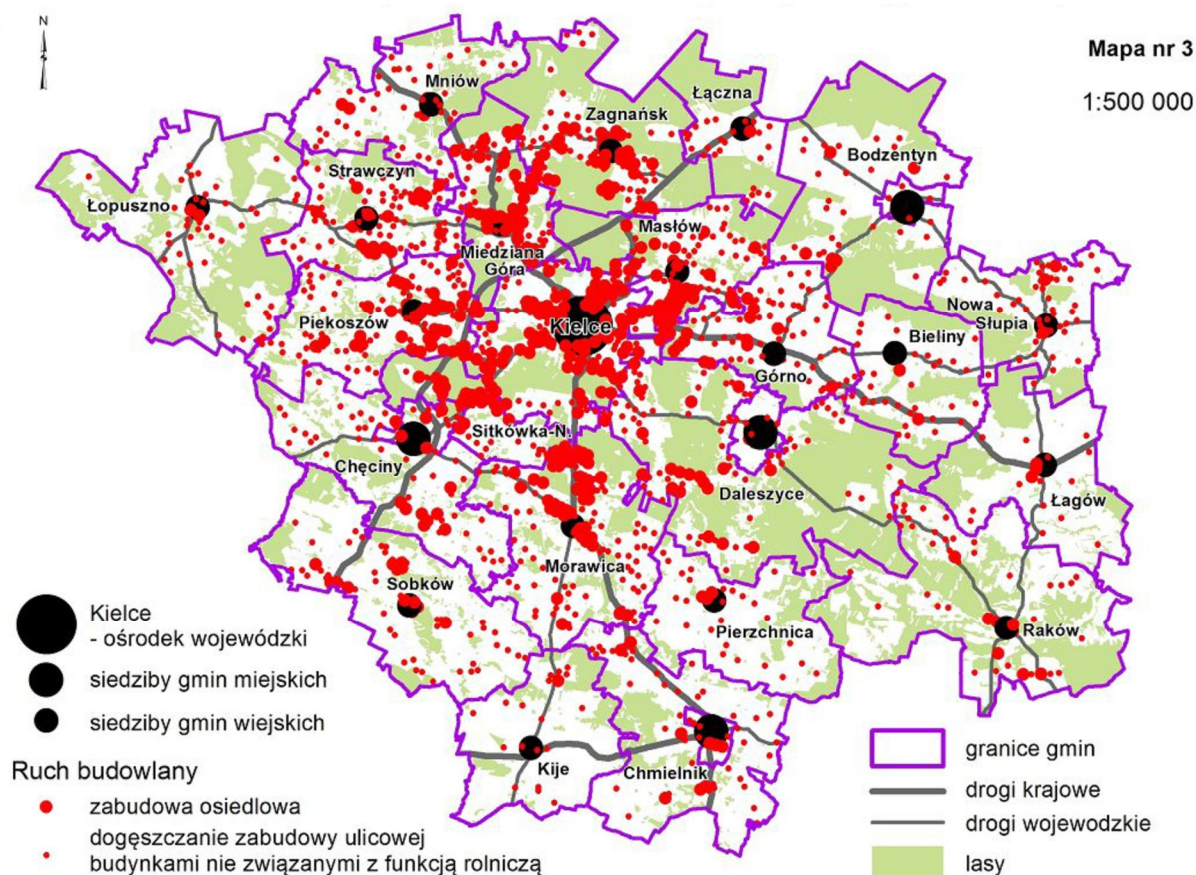 N
Mapa nr 3
1:500 000
Mniów
Łączna
Zagnańsk
Bodzentyn
Strawczyn
Łopuszno
Masłów
Miedziana
Góra
Nowa
Słupia
Piekoszów
Kielce
Bieliny
Górno
Sitkówka-N.
Chęciny
Daleszyce
Łagów
Morawica
Sobków
Pierzchnica
Raków
Kije
Chmielnik
Kielce
- ośrodek wojewódzki
siedziby gmin miejskich
siedziby gmin wiejskich
Ruch budowlany
zabudowa osiedlowa
dogęszczanie zabudowy ulicowej
budynkami nie związanymi z funkcją rolniczą
granice gmin
drogi krajowe
drogi wojewodzkie
lasy